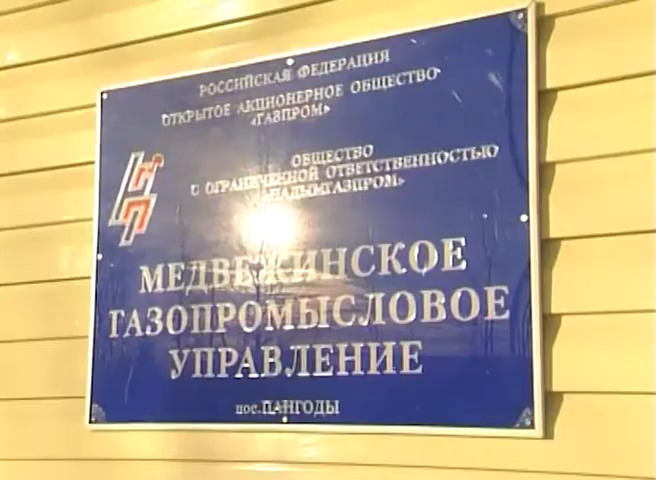 РОССИЙСКАЯ ФЕДЕРАЦИЯ
ОТКРЫТОЕ АКЦИОНЕРНОЕ ОБЩЕСТВО
«ГАЗПРОМ»
ОБЩЕСТВО
С ОГРАНИЧЕННОЙ ОТВЕТСТВЕННОСТЬЮ
«НАДЫМГАЗПРОМ»
МЕДВЕЖИНСКОЕ
ГАЗОПРОМЫСЛОВОЕ
УПРАВЛЕНИЕ
пос.ПАНГОДЫ